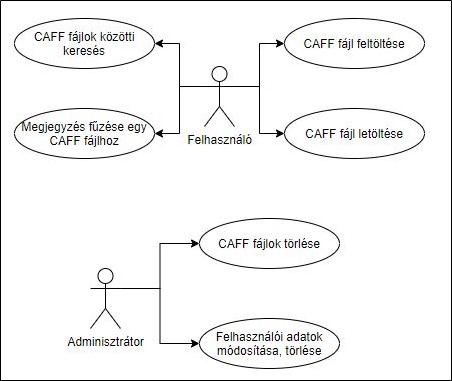 CAFF fájlok közötti
keresés
CAFF fájl feltöltése
Megjegyzés fűzése egy
CAFF fájlhoz
Felhasználó
CAFF fájl letöltése
CAFF fájlok törlése
Adminisztrátor
Felhasználói adatok
módosítása, törlése